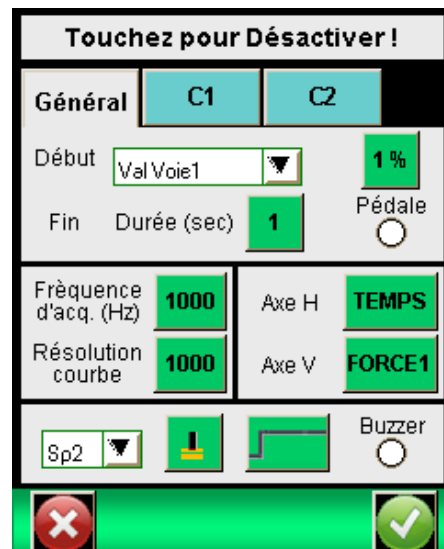 Touchez pour Désactiver !
Général C1 C2
Début Val Voie1 1 %
Fin Durée (sec) 1 Pédale
Frèquence
d'acq. (Hz) 1000 Axe H TEMPS
Résolution
courbe 1000 Axe V FORCE1
Sp2 Buzzer